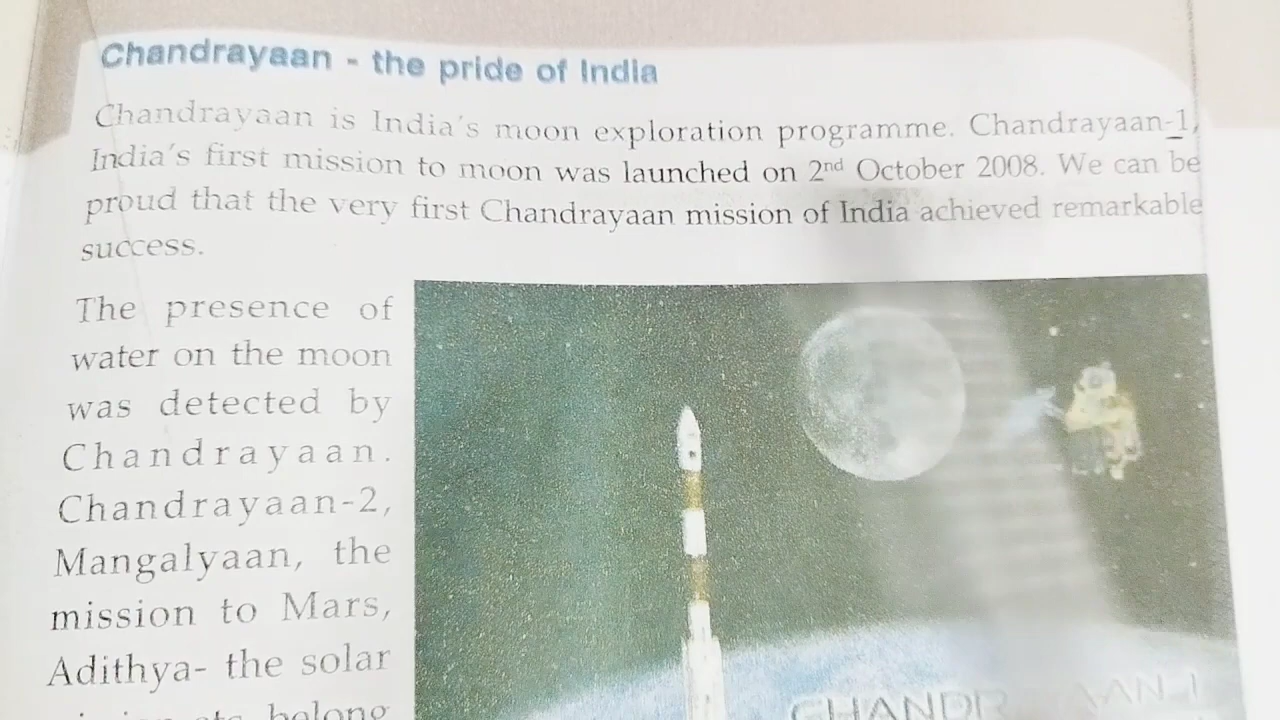 Chandrayaan - the pride of India
Chandrayaan is India's moon exploration programme. Chandrayaan-1,
India's first mission to moon was launched on 2nd October 2008. We can be
proud that the very first Chandrayaan mission of India achieved remarkable
success.
The presence of
water on the moon
was detected by
Chandrayaan.
Chandrayaan-2,
Mangalyaan, the
mission to Mars,
Adithya- the solar
etc belong